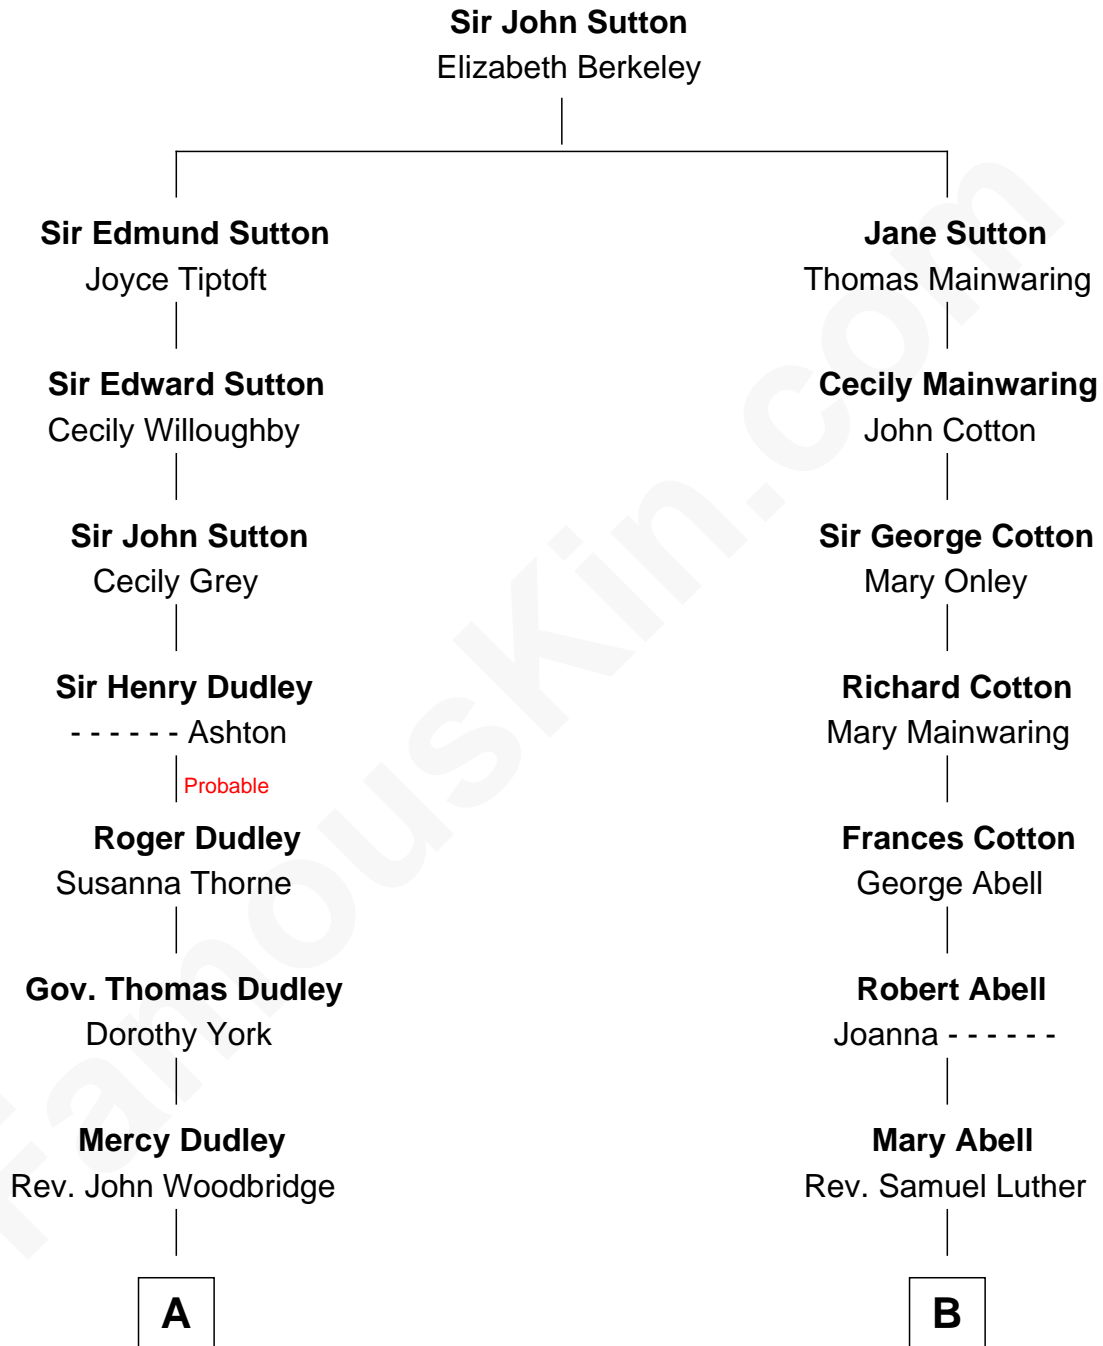 Sir John Sutton
Elizabeth Berkeley
Sir Edmund Sutton
Joyce Tiptoft
Jane Sutton
Thomas Mainwaring
Sir Edward Sutton
Cecily Willoughby
Cecily Mainwaring
John Cotton
Sir John Sutton
Cecily Grey
Sir George Cotton
Mary Onley
Sir Henry Dudley
- - - - - - Ashton
Probable
Richard Cotton
Mary Mainwaring
Roger Dudley
Susanna Thorne
Frances Cotton
George Abell
Gov. Thomas Dudley
Dorothy York
Robert Abell
Joanna - - - - - -
Mercy Dudley
Rev. John Woodbridge
Mary Abell
Rev. Samuel Luther
A
B
FamousKin.com